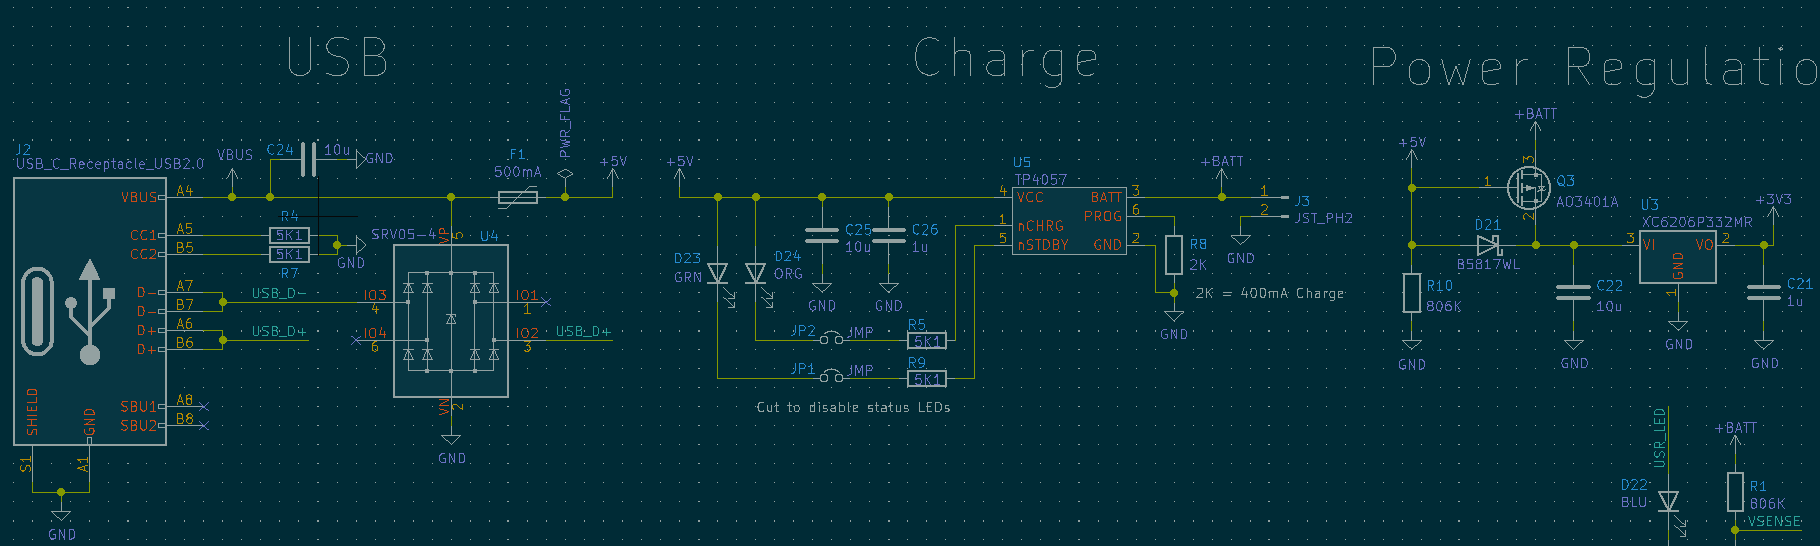 USB
Charge
Power Regulatio
J2
USB_C_Receptacle_USB2.0
VBUS
C24
10u
GND
F1
500mA
PWR_FLAG
+5V
VBUS
A4
R4
CC1
A5
5K1
CC2
B5
5K1
R7
GND
SRV05-4
U4
VP
5
D-
A7
D-
B7
USB_D-
D+
A6
D+
B6
USB_D+
IO3
4
IO1
1
IO4
6
IO2
3
USB_D+
SBU1
A8
SBU2
B8
SHIELD
GND
S1
A1
GND
VN
2
GND
+5V
U5
TP4057
4
VCC
BATT
3
1
nCHRG
PROG
6
5
nSTDBY
GND
2
+BATT
1
2
J3
JST_PH2
GND
C25
10u
GND
C26
1u
GND
D23
GRN
D24
ORG
R8
2K
2K = 400mA Charge
GND
JP2
JMP
R5
5K1
JP1
JMP
R9
5K1
Cut to disable status LEDs
+BATT
+5V
3
1
Q3
AO3401A
2
D21
B5817WL
U3
XC6206P332MR
3
VI
VO
2
GND
1
+3V3
R10
806K
GND
C22
10u
GND
GND
C21
1u
GND
USR_LED
D22
BLU
+BATT
R1
806K
VSENSE